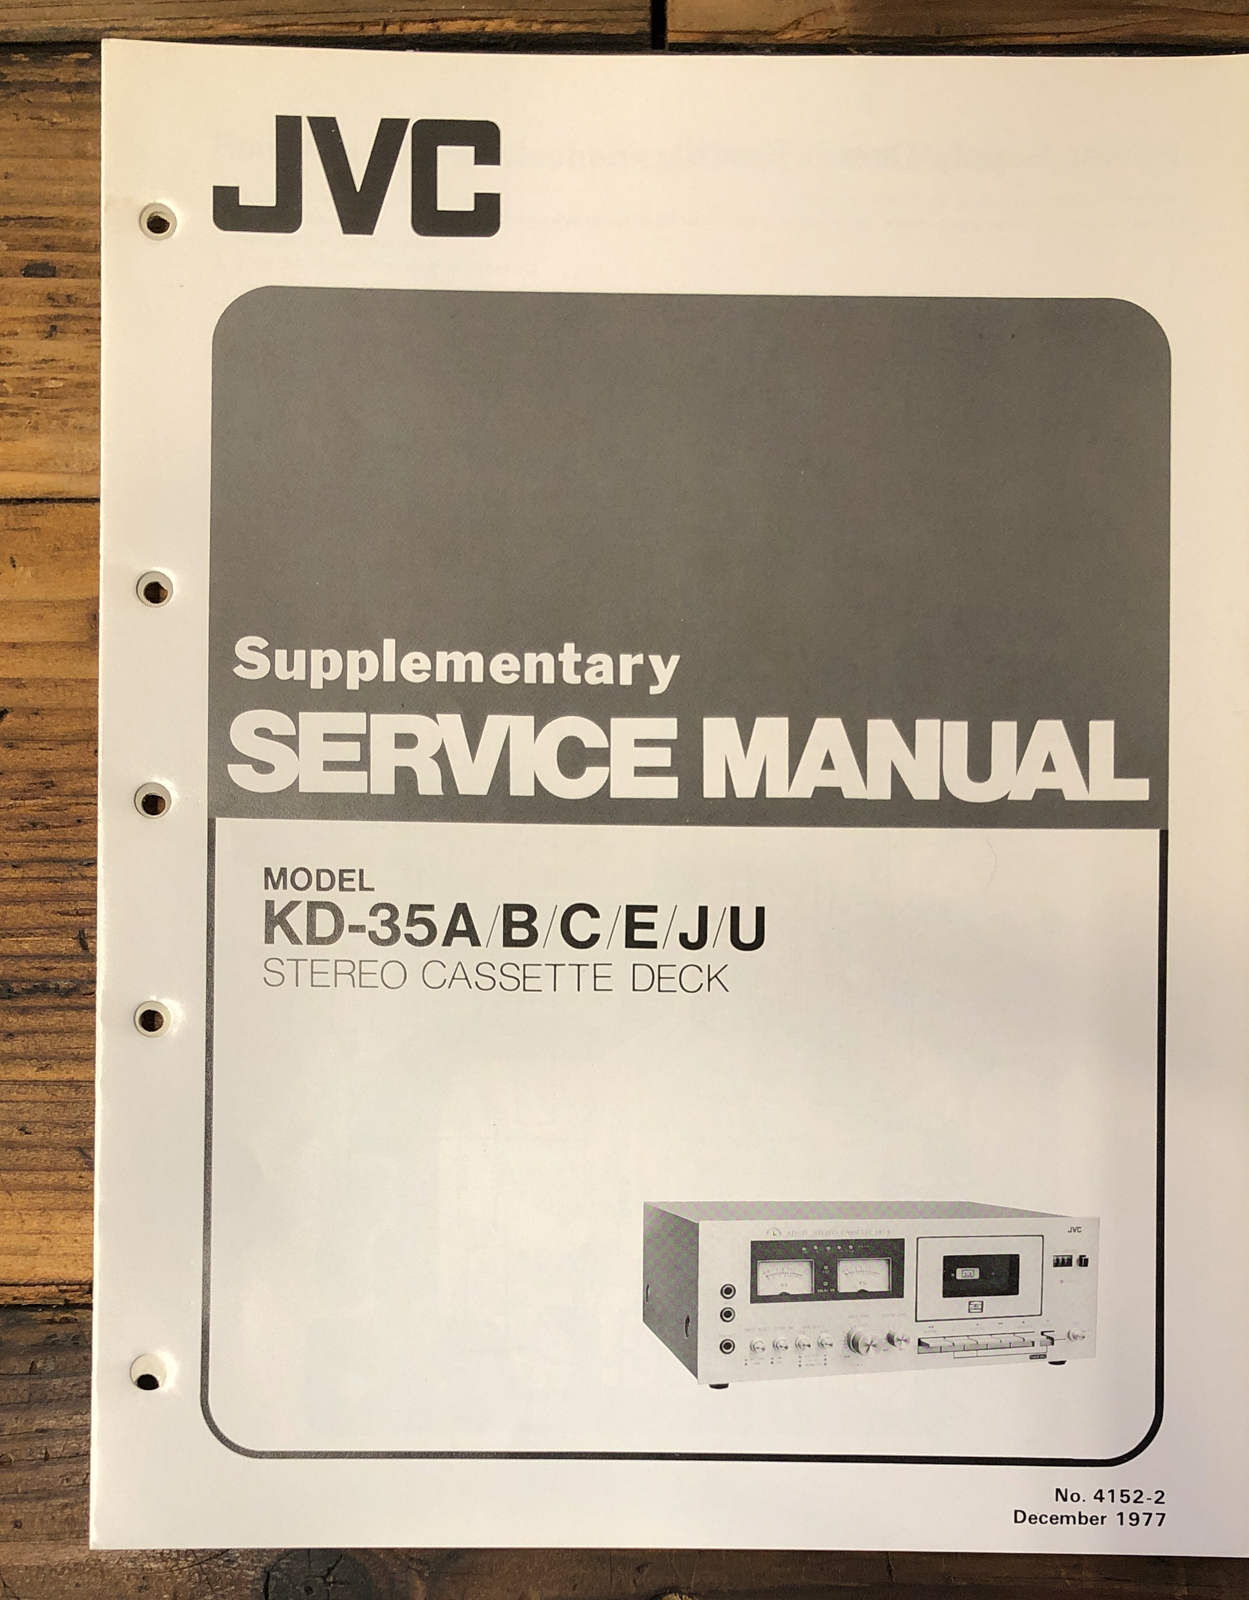 JVC
Supplementary
SERVICE MANUAL
MODEL
KD-35A/B/C/E/J/U
STEREO CASSETTE DECK
JVC
No. 4152-2
December 1977